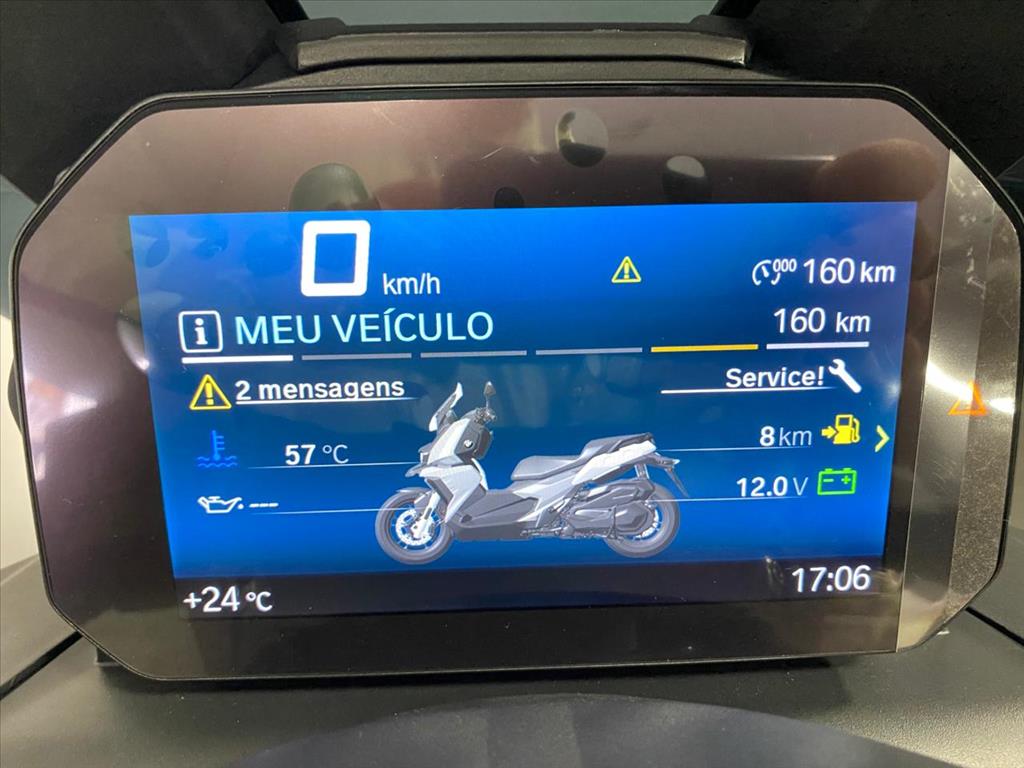 0 km/h
000 160 km
i MEU VEÍCULO
160 km
2 mensagens
Service!
57 °C
8 km
---
12.0 V
+24 °C
17:06